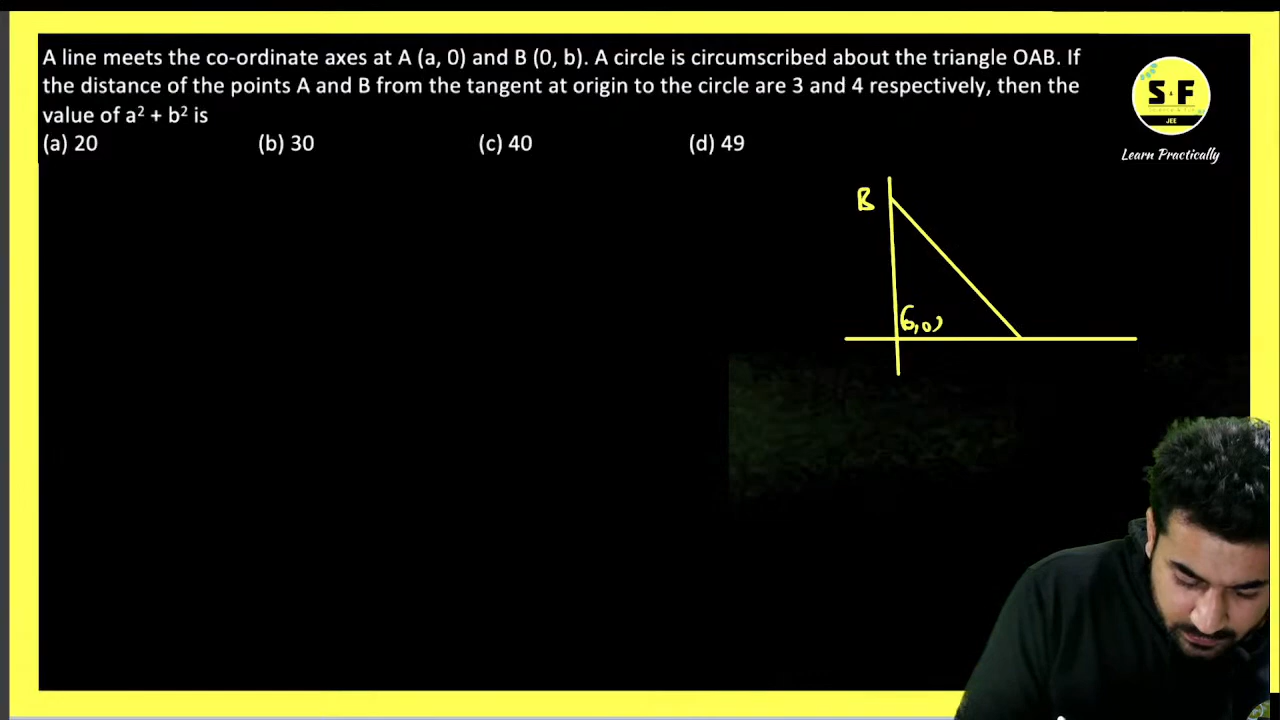 A line meets the co-ordinate axes at A (a, 0) and B (0, b). A circle is circumscribed about the triangle OAB. If
the distance of the points A and B from the tangent at origin to the circle are 3 and 4 respectively, then the
value of a² + b² is
(a) 20 (b) 30 (c) 40 (d) 49
S&F
JEE
Learn Practically
B
(0,0)